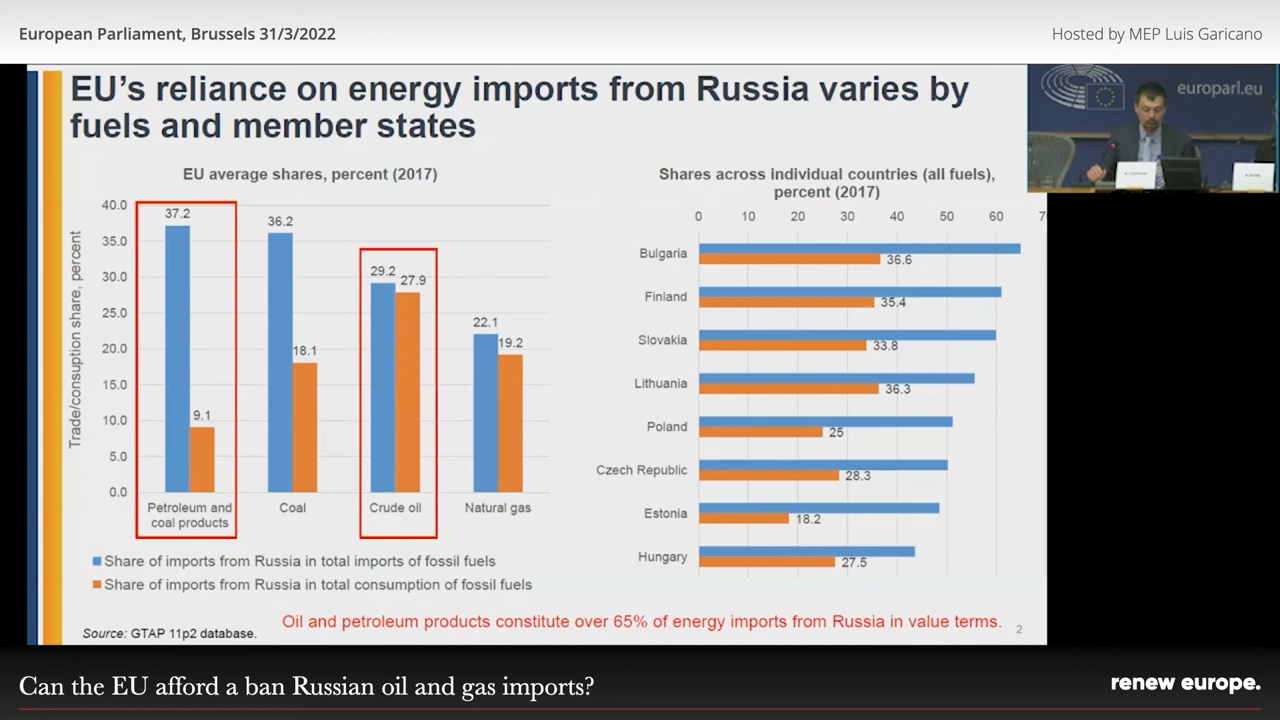 European Parliament, Brussels 31/3/2022
Hosted by MEP Luis Garicano
EU's reliance on energy imports from Russia varies by
fuels and member states
europarl.eu
EU average shares, percent (2017)
Trade/consuption share, percent
40.0
35.0
30.0
25.0
20.0
15.0
10.0
5.0
0.0
37.2
9.1
36.2
18.1
29.2
27.9
22.1
19.2
Petroleum and
coal products
Coal
Crude oil
Natural gas
Share of imports from Russia in total imports of fossil fuels
Share of imports from Russia in total consumption of fossil fuels
Shares across individual countries (all fuels),
percent (2017)
0 10 20 30 40 50 60 7
Bulgaria 36.6
Finland 35.4
Slovakia 33.8
Lithuania 36.3
Poland 25
Czech Republic 28.3
Estonia 18.2
Hungary 27.5
Oil and petroleum products constitute over 65% of energy imports from Russia in value terms.
2
Source: GTAP 11p2 database.
Can the EU afford a ban Russian oil and gas imports?
renew europe.